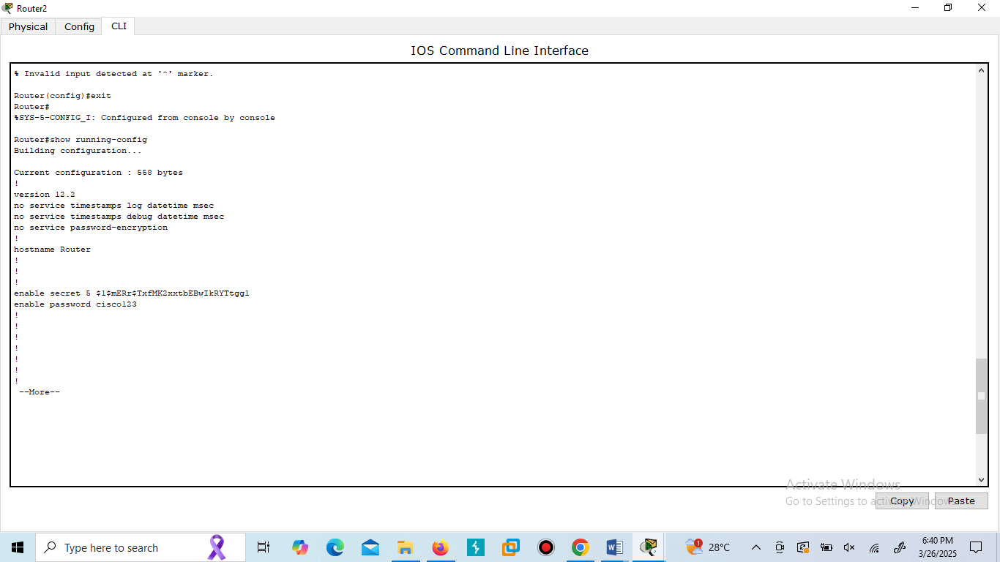 Router2
Physical Config CLI
IOS Command Line Interface
% Invalid input detected at '^' marker.
Router(config)#exit
Router#
%SYS-5-CONFIG_I: Configured from console by console
Router#show running-config
Building configuration...
Current configuration : 558 bytes
!
version 12.2
no service timestamps log datetime msec
no service timestamps debug datetime msec
no service password-encryption
!
hostname Router
!
!
!
enable secret 5 $1$mERr$TxfMK2xxtbEBwIkRYTtgg1
enable password cisco123
!
!
!
!
!
!
!
--More--
Activate Windows
Go to Settings to activate Windows.
Copy Paste
Type here to search
1
28°C
6:40 PM
3/26/2025